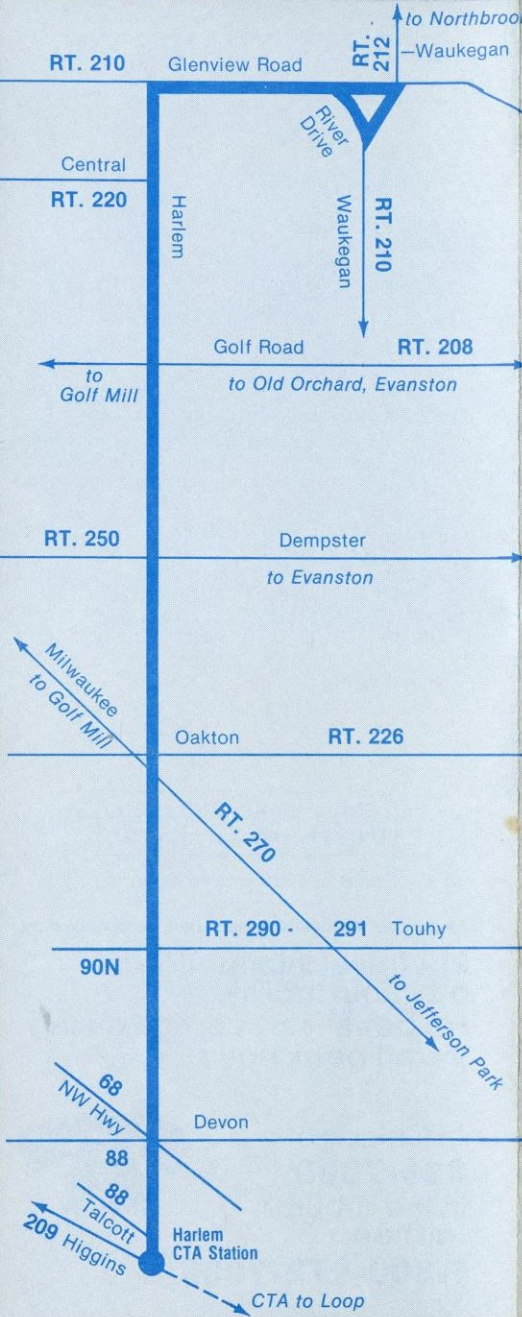 to Northbroo
RT. 210
Glenview Road
RT.
212
—Waukegan
River
Drive
Central
RT. 220
Harlem
Waukegan
RT. 210
Golf Road
RT. 208
to
Golf Mill
to Old Orchard, Evanston
RT. 250
Dempster
to Evanston
Milwaukee
to Golf Mill
Oakton
RT. 226
RT. 270
RT. 290 - 291 Touhy
90N
to Jefferson Park
68
NW Hwy
Devon
88
88
Talcott
209 Higgins
Harlem
CTA Station
CTA to Loop